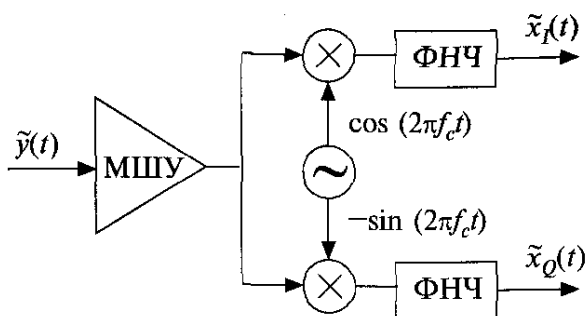 x̃_I(t)
ФНЧ
cos (2πf_ct)
ỹ(t)
МШУ
~
−sin (2πf_ct)
x̃_Q(t)
ФНЧ